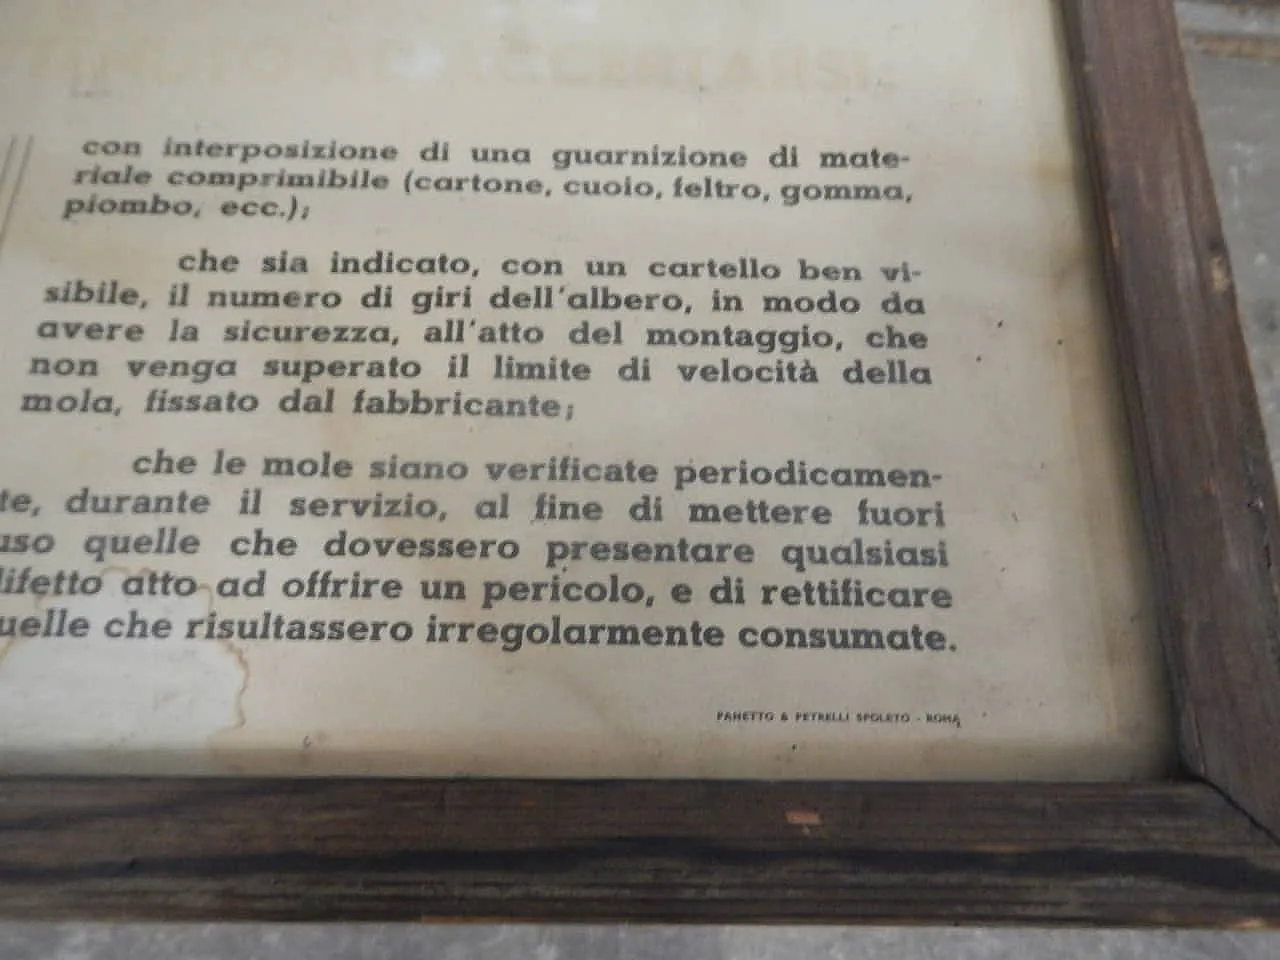 con interposizione di una guarnizione di mate-
riale comprimibile (cartone, cuoio, feltro, gomma,
piombo, ecc.);
che sia indicato, con un cartello ben vi-
sibile, il numero di giri dell'albero, in modo da
avere la sicurezza, all'atto del montaggio, che
non venga superato il limite di velocità della
mola, fissato dal fabbricante;
che le mole siano verificate periodicamen-
te, durante il servizio, al fine di mettere fuori
uso quelle che dovessero presentare qualsiasi
difetto atto ad offrire un pericolo, e di rettificare
quelle che risultassero irregolarmente consumate.
PANETTO & PETRELLI SPOLETO - ROMA